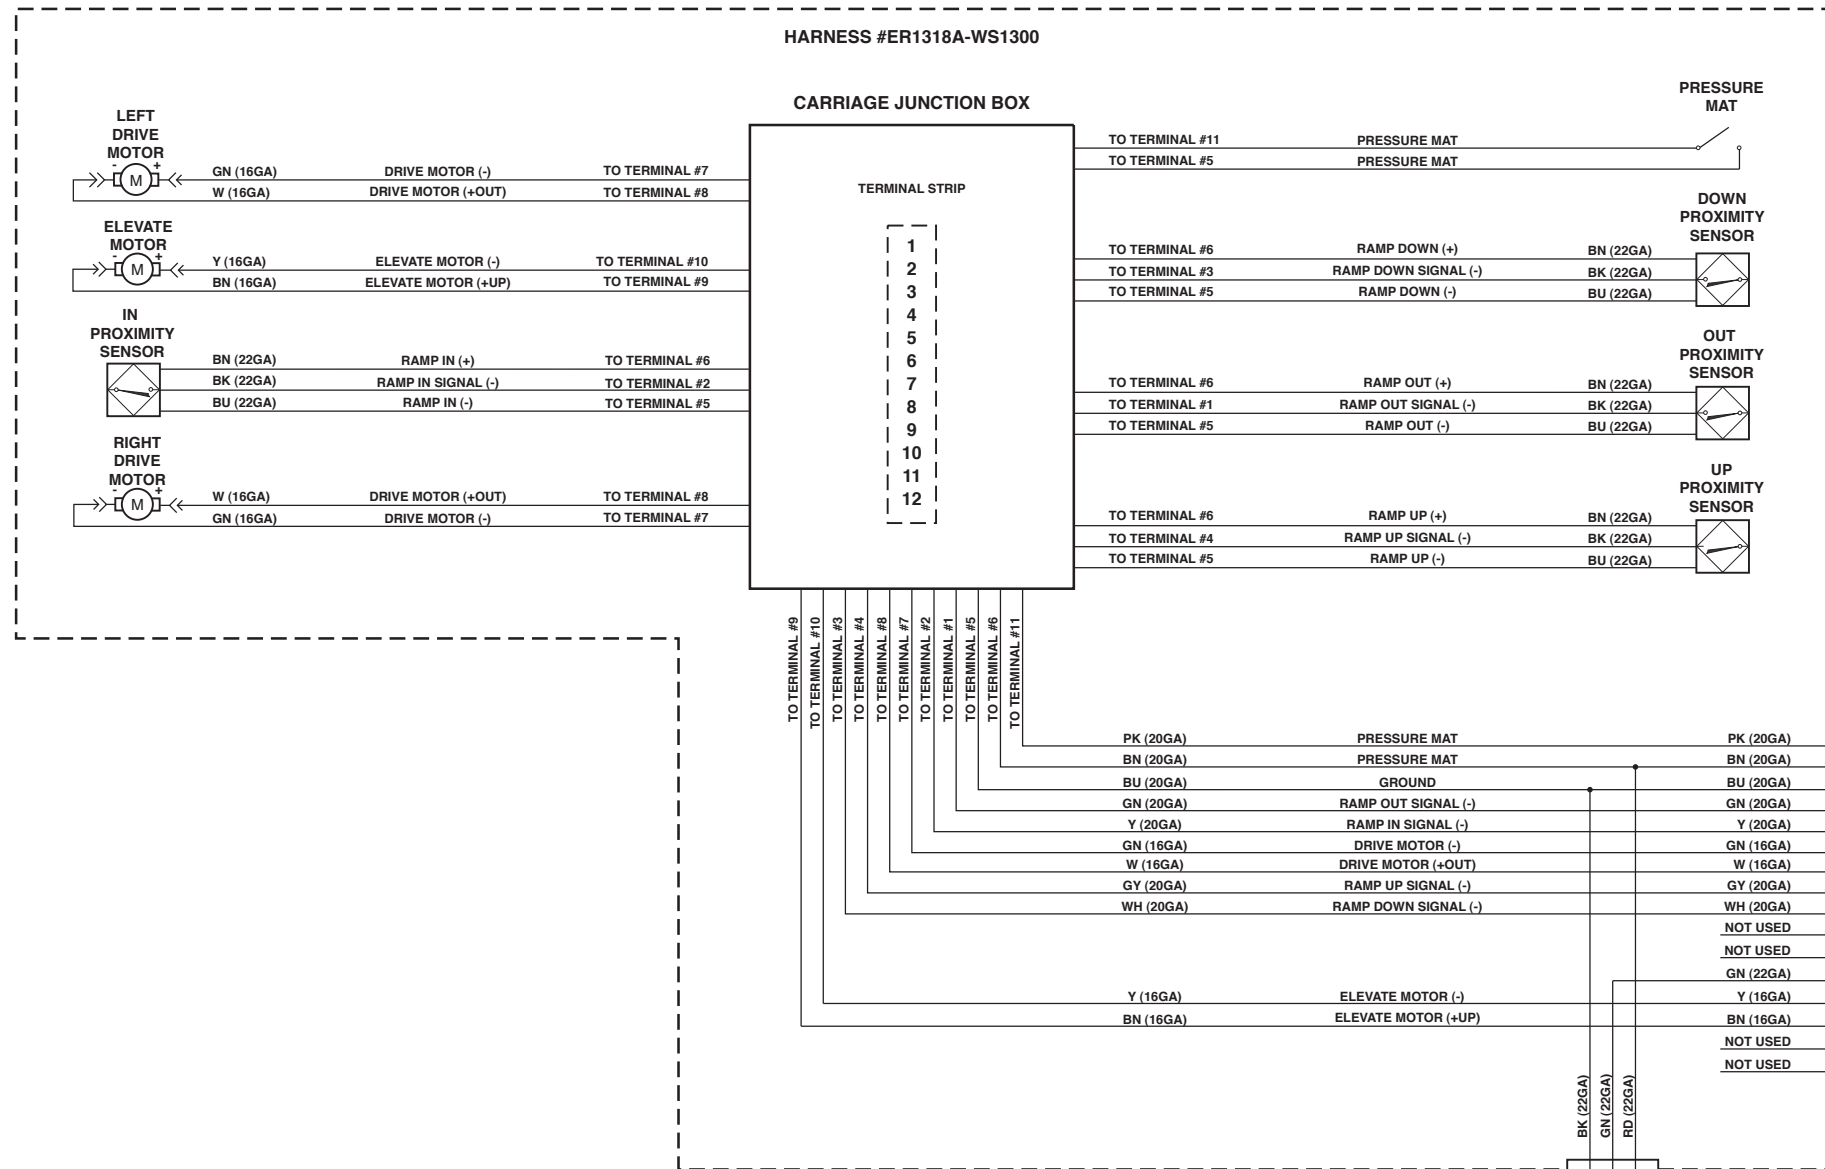 HARNESS #ER1318A-WS1300
CARRIAGE JUNCTION BOX
TERMINAL STRIP
1
2
3
4
5
6
7
8
9
10
11
12
LEFT
DRIVE
MOTOR
- +
M
GN (16GA) DRIVE MOTOR (-) TO TERMINAL #7
W (16GA) DRIVE MOTOR (+OUT) TO TERMINAL #8
ELEVATE
MOTOR
- +
M
Y (16GA) ELEVATE MOTOR (-) TO TERMINAL #10
BN (16GA) ELEVATE MOTOR (+UP) TO TERMINAL #9
IN
PROXIMITY
SENSOR
BN (22GA) RAMP IN (+) TO TERMINAL #6
BK (22GA) RAMP IN SIGNAL (-) TO TERMINAL #2
BU (22GA) RAMP IN (-) TO TERMINAL #5
RIGHT
DRIVE
MOTOR
- +
M
W (16GA) DRIVE MOTOR (+OUT) TO TERMINAL #8
GN (16GA) DRIVE MOTOR (-) TO TERMINAL #7
PRESSURE
MAT
TO TERMINAL #11 PRESSURE MAT
TO TERMINAL #5 PRESSURE MAT
DOWN
PROXIMITY
SENSOR
TO TERMINAL #6 RAMP DOWN (+) BN (22GA)
TO TERMINAL #3 RAMP DOWN SIGNAL (-) BK (22GA)
TO TERMINAL #5 RAMP DOWN (-) BU (22GA)
OUT
PROXIMITY
SENSOR
TO TERMINAL #6 RAMP OUT (+) BN (22GA)
TO TERMINAL #1 RAMP OUT SIGNAL (-) BK (22GA)
TO TERMINAL #5 RAMP OUT (-) BU (22GA)
UP
PROXIMITY
SENSOR
TO TERMINAL #6 RAMP UP (+) BN (22GA)
TO TERMINAL #4 RAMP UP SIGNAL (-) BK (22GA)
TO TERMINAL #5 RAMP UP (-) BU (22GA)
TO TERMINAL #9
TO TERMINAL #10
TO TERMINAL #3
TO TERMINAL #4
TO TERMINAL #8
TO TERMINAL #7
TO TERMINAL #2
TO TERMINAL #1
TO TERMINAL #5
TO TERMINAL #6
TO TERMINAL #11
PK (20GA) PRESSURE MAT PK (20GA)
BN (20GA) PRESSURE MAT BN (20GA)
BU (20GA) GROUND BU (20GA)
GN (20GA) RAMP OUT SIGNAL (-) GN (20GA)
Y (20GA) RAMP IN SIGNAL (-) Y (20GA)
GN (16GA) DRIVE MOTOR (-) GN (16GA)
W (16GA) DRIVE MOTOR (+OUT) W (16GA)
GY (20GA) RAMP UP SIGNAL (-) GY (20GA)
WH (20GA) RAMP DOWN SIGNAL (-) WH (20GA)
NOT USED
NOT USED
GN (22GA)
Y (16GA) ELEVATE MOTOR (-) Y (16GA)
BN (16GA) ELEVATE MOTOR (+UP) BN (16GA)
NOT USED
NOT USED
BK (22GA)
GN (22GA)
RD (22GA)